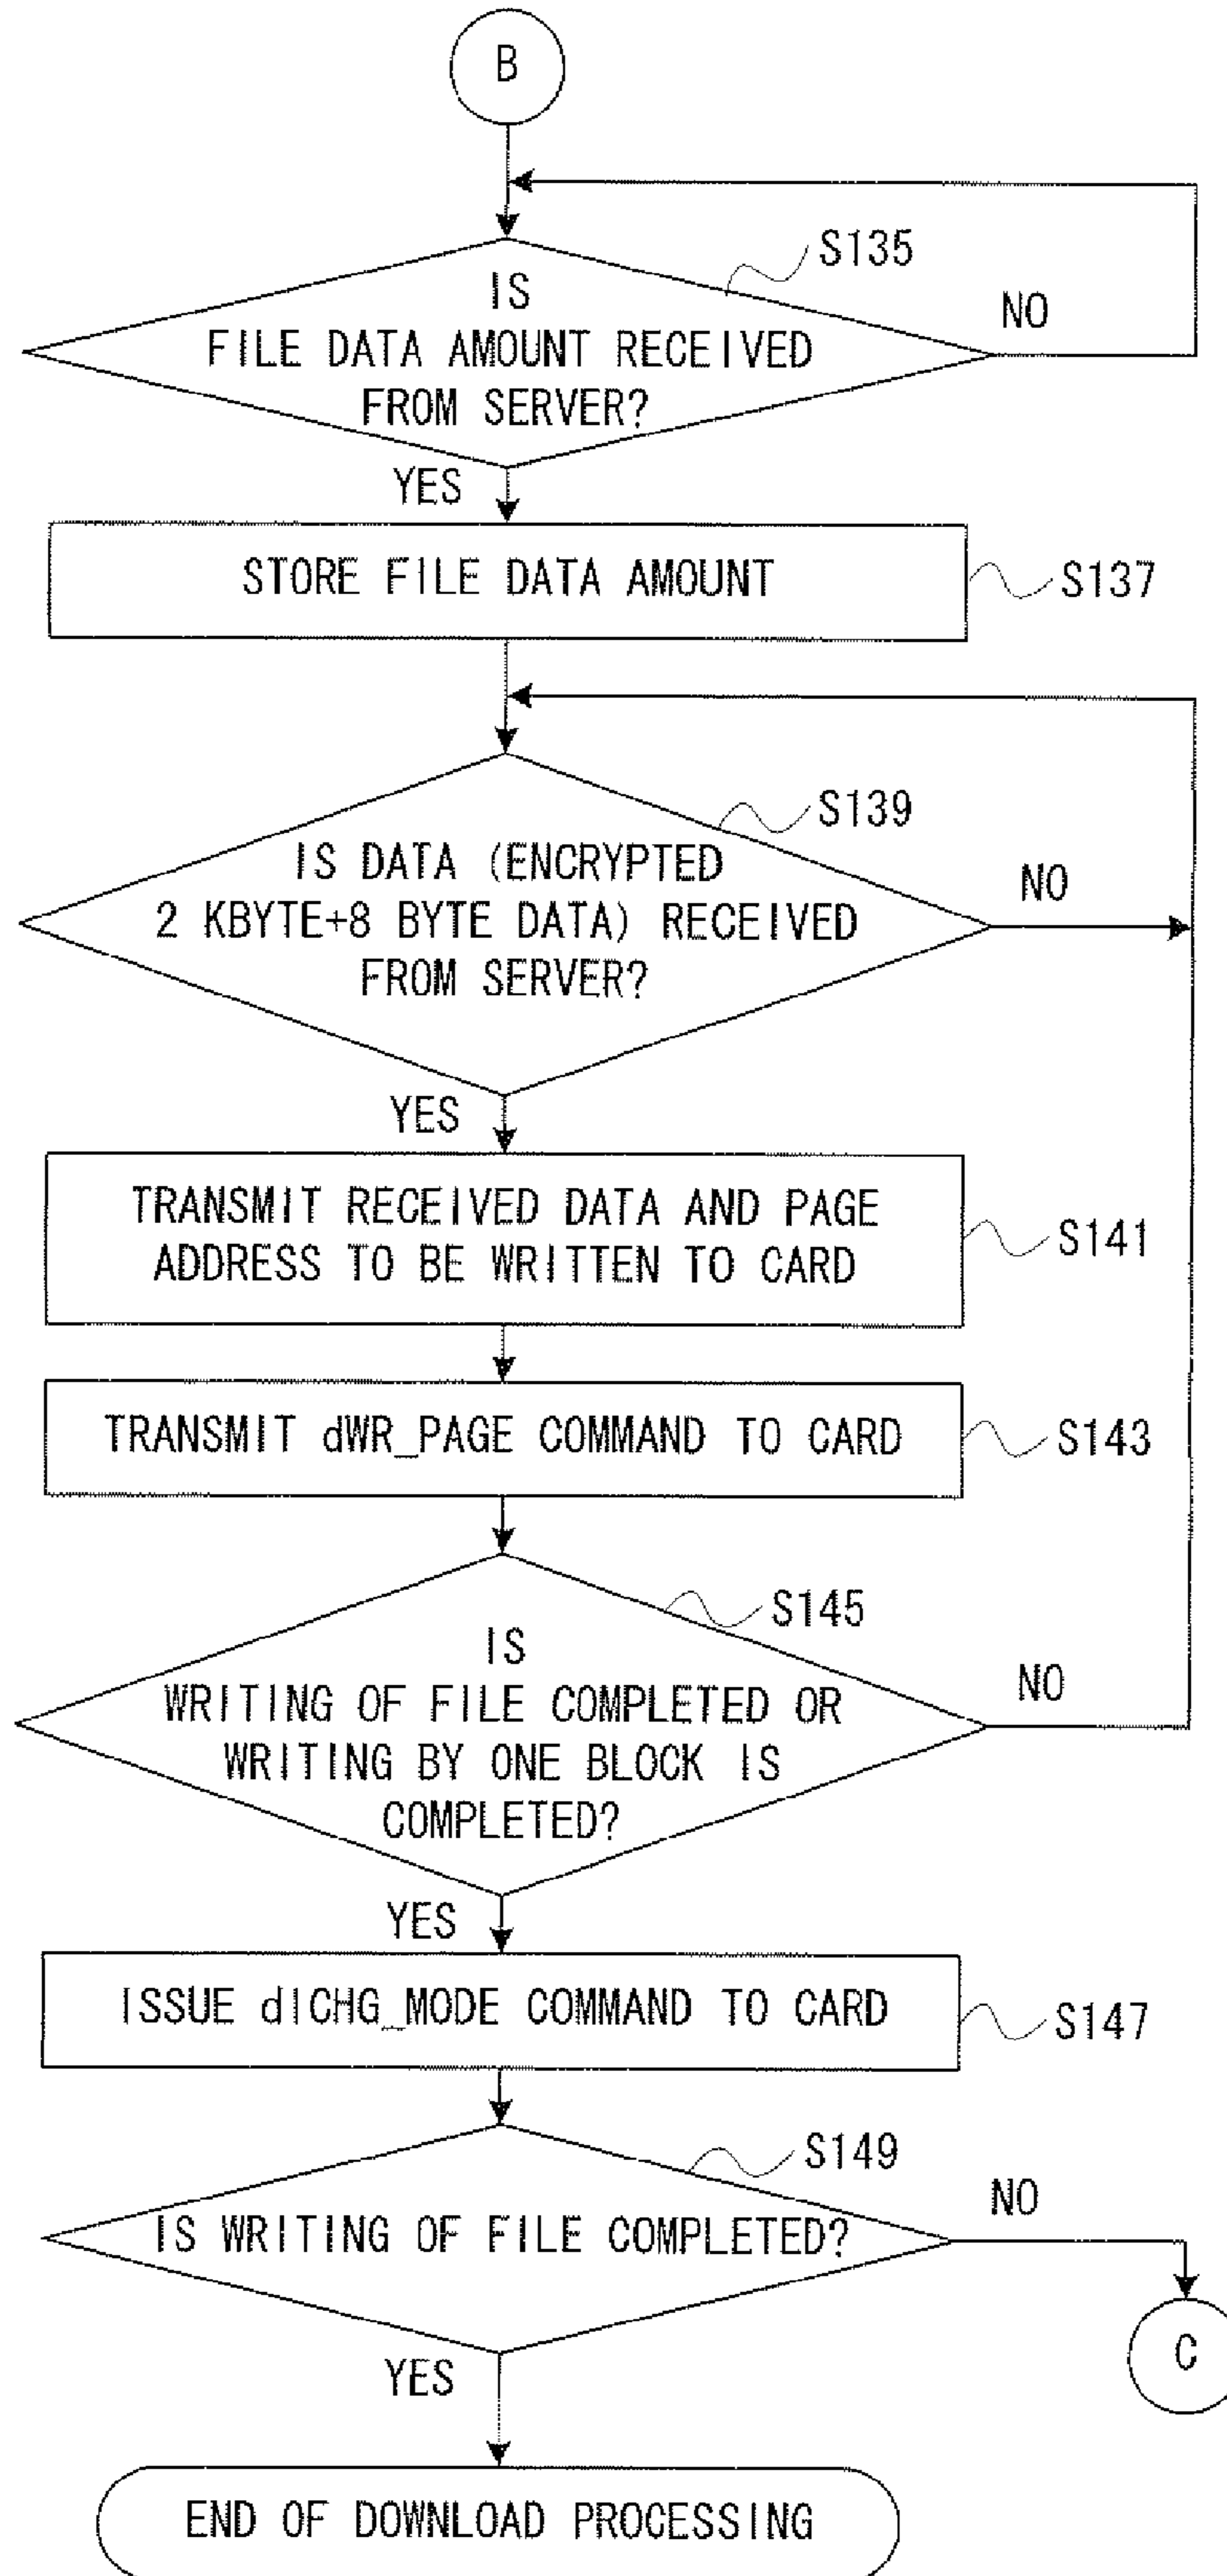 B
S135
IS
FILE DATA AMOUNT RECEIVED
FROM SERVER?
NO
YES
STORE FILE DATA AMOUNT
S137
S139
IS DATA (ENCRYPTED
2 KBYTE+8 BYTE DATA) RECEIVED
FROM SERVER?
NO
YES
TRANSMIT RECEIVED DATA AND PAGE
ADDRESS TO BE WRITTEN TO CARD
S141
TRANSMIT dWR_PAGE COMMAND TO CARD
S143
S145
IS
WRITING OF FILE COMPLETED OR
WRITING BY ONE BLOCK IS
COMPLETED?
NO
YES
ISSUE dICHG_MODE COMMAND TO CARD
S147
S149
IS WRITING OF FILE COMPLETED?
NO
C
YES
END OF DOWNLOAD PROCESSING